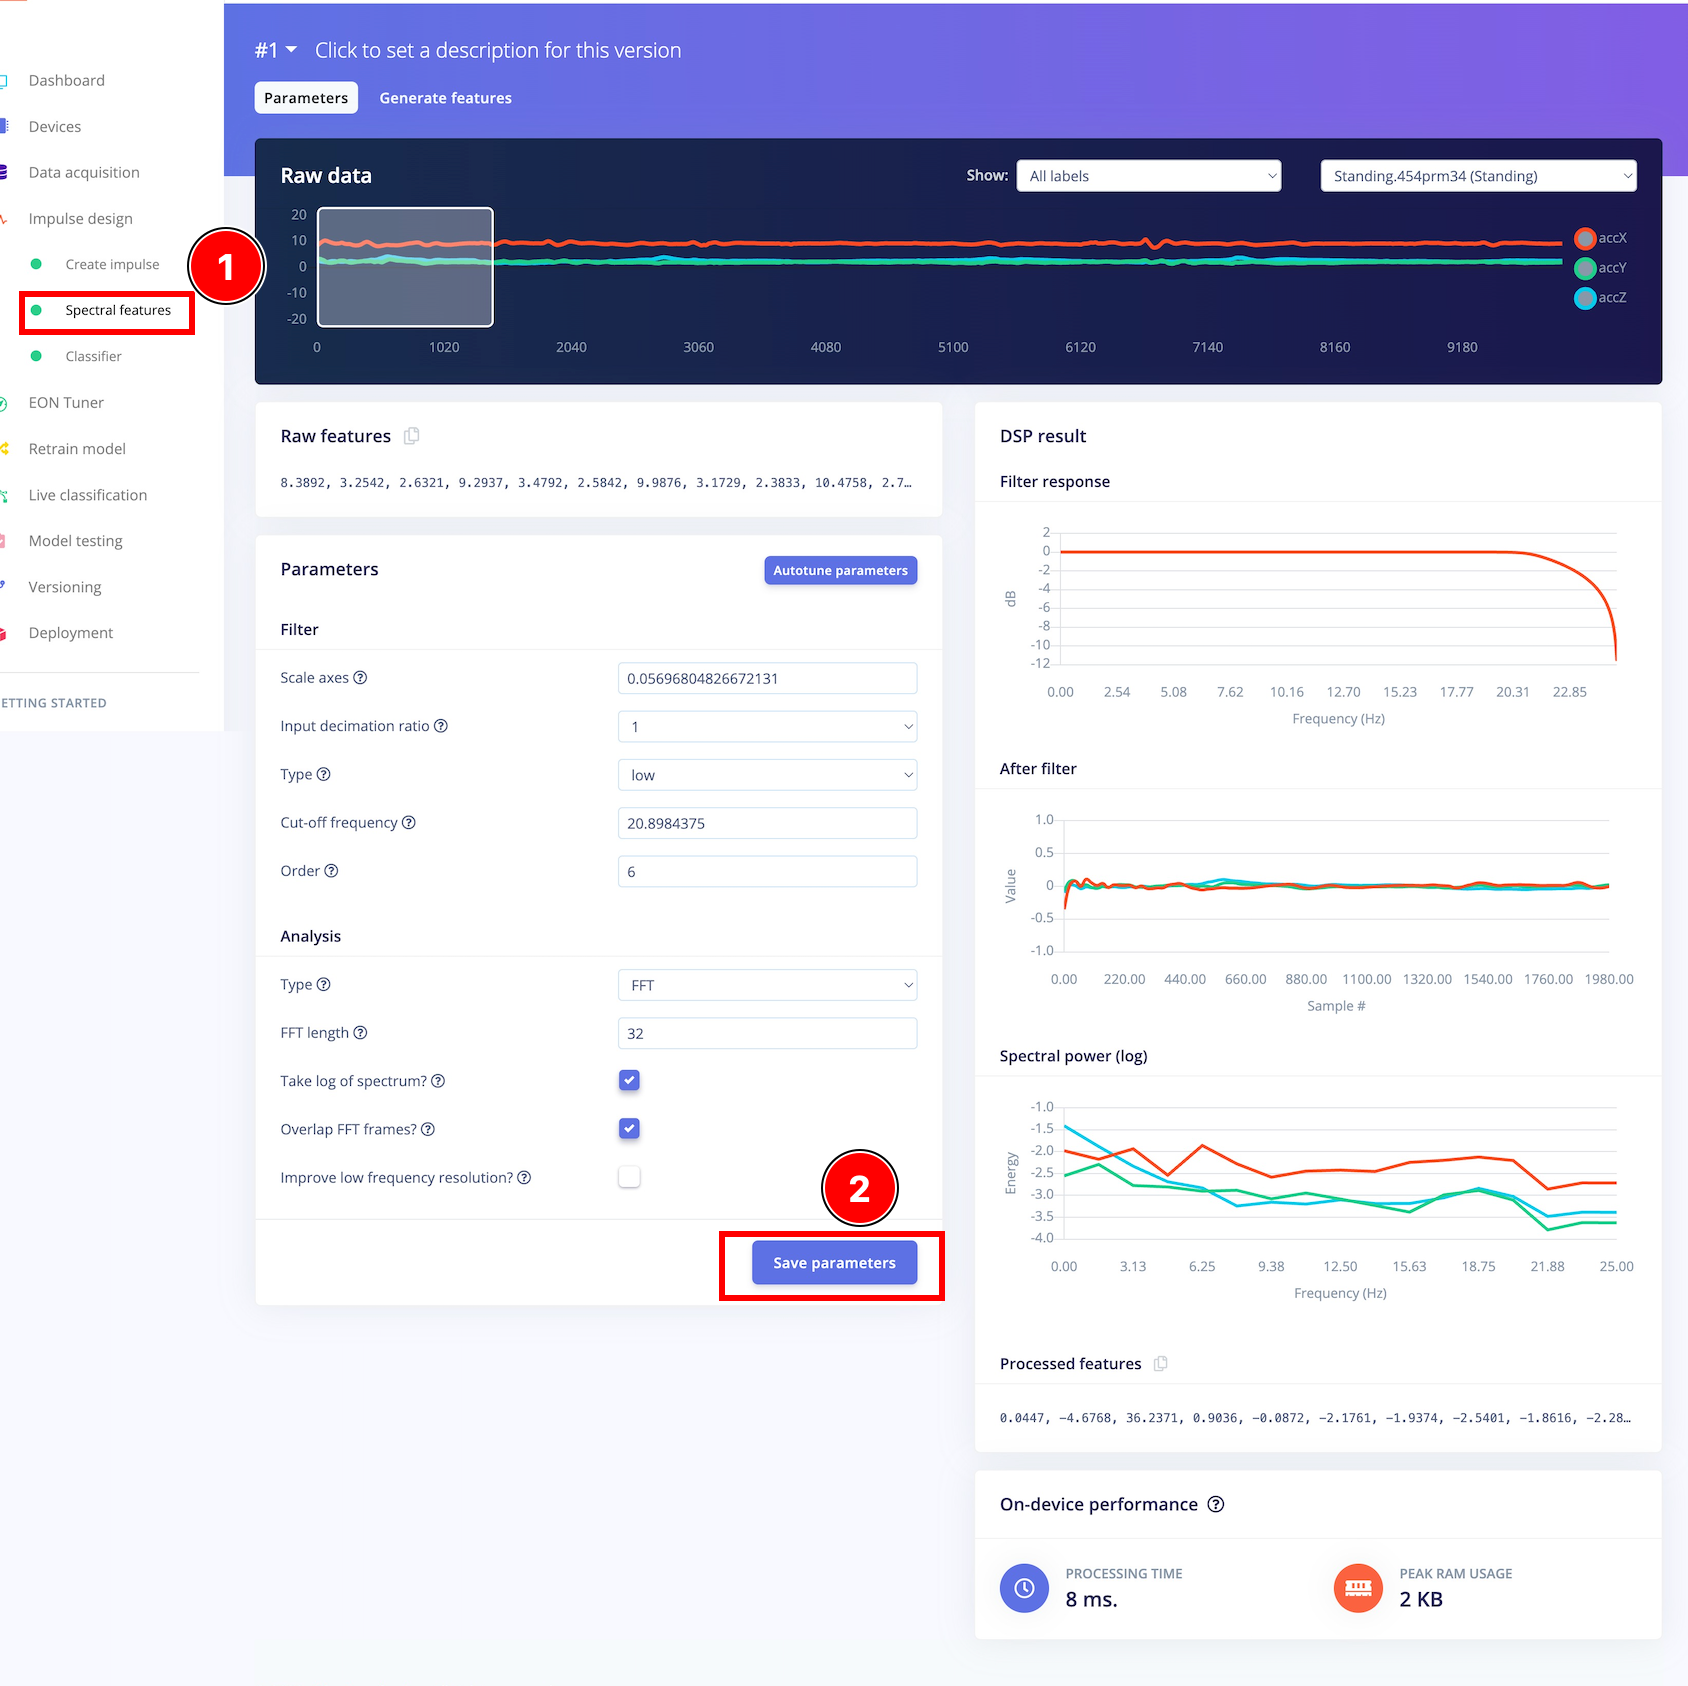 #1 Click to set a description for this version
Parameters Generate features
Dashboard
Devices
Data acquisition
Impulse design
Create impulse
1
Spectral features
Classifier
EON Tuner
Retrain model
Live classification
Model testing
Versioning
Deployment
ETTING STARTED
Raw data
Show: All labels Standing.454prm34 (Standing)
20
10
0
-10
-20
0 1020 2040 3060 4080 5100 6120 7140 8160 9180
accX
accY
accZ
Raw features
8.3892, 3.2542, 2.6321, 9.2937, 3.4792, 2.5842, 9.9876, 3.1729, 2.3833, 10.4758, 2.7…
Parameters Autotune parameters
Filter
Scale axes ? 0.05696804826672131
Input decimation ratio ? 1
Type ? low
Cut-off frequency ? 20.8984375
Order ? 6
Analysis
Type ? FFT
FFT length ? 32
Take log of spectrum? ?
Overlap FFT frames? ?
Improve low frequency resolution? ?
2
Save parameters
DSP result
Filter response
2
0
-2
-4
-6
-8
-10
-12
dB
0.00 2.54 5.08 7.62 10.16 12.70 15.23 17.77 20.31 22.85
Frequency (Hz)
After filter
1.0
0.5
0
-0.5
-1.0
Value
0.00 220.00 440.00 660.00 880.00 1100.00 1320.00 1540.00 1760.00 1980.00
Sample #
Spectral power (log)
-1.0
-1.5
-2.0
-2.5
-3.0
-3.5
-4.0
Energy
0.00 3.13 6.25 9.38 12.50 15.63 18.75 21.88 25.00
Frequency (Hz)
Processed features
0.0447, -4.6768, 36.2371, 0.9036, -0.0872, -2.1761, -1.9374, -2.5401, -1.8616, -2.28…
On-device performance ?
PROCESSING TIME
8 ms.
PEAK RAM USAGE
2 KB